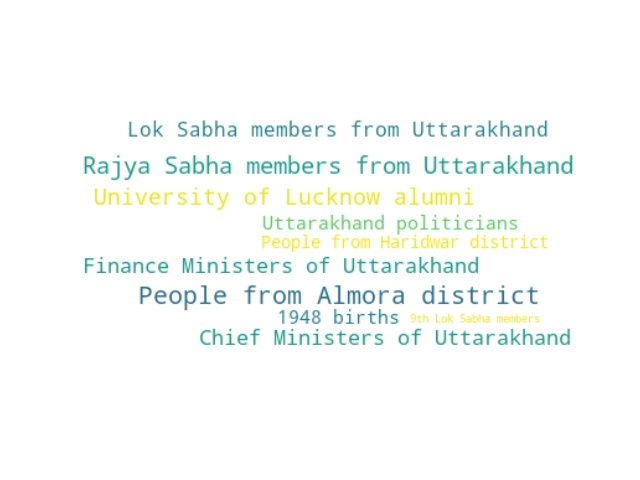 Lok Sabha members from Uttarakhand
Rajya Sabha members from Uttarakhand
University of Lucknow alumni
Uttarakhand politicians
People from Haridwar district
Finance Ministers of Uttarakhand
People from Almora district
1948 births 9th Lok Sabha members
Chief Ministers of Uttarakhand